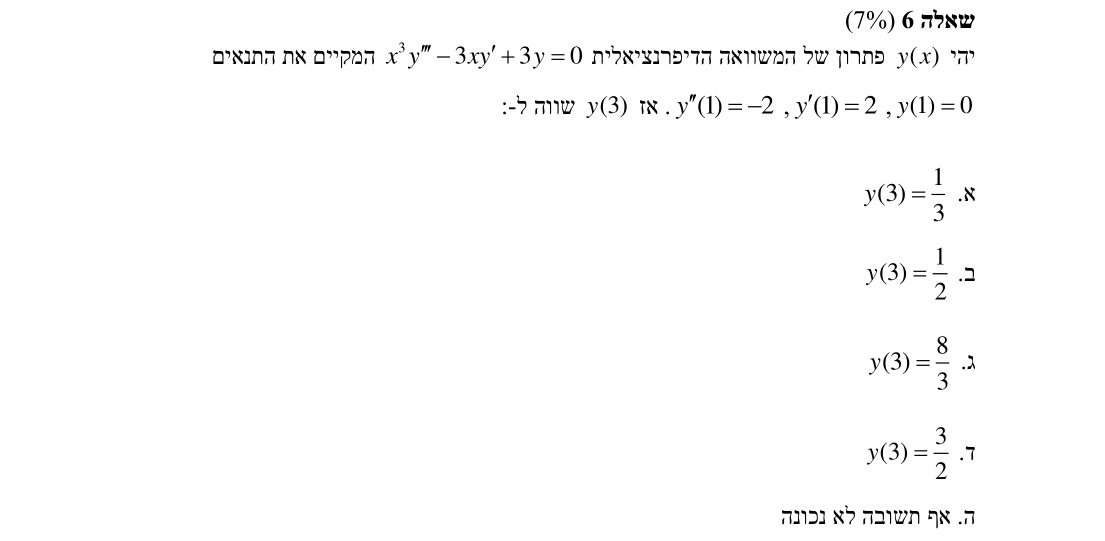 שאלה 6 (7%)
יהי y(x) פתרון של המשוואה הדיפרנציאלית x³y‴ − 3xy′ + 3y = 0 המקיים את התנאים
y(1) = 0 , y′(1) = 2 , y″(1) = −2 . אז y(3) שווה ל-:
א. y(3) = 1/3
ב. y(3) = 1/2
ג. y(3) = 8/3
ד. y(3) = 3/2
ה. אף תשובה לא נכונה